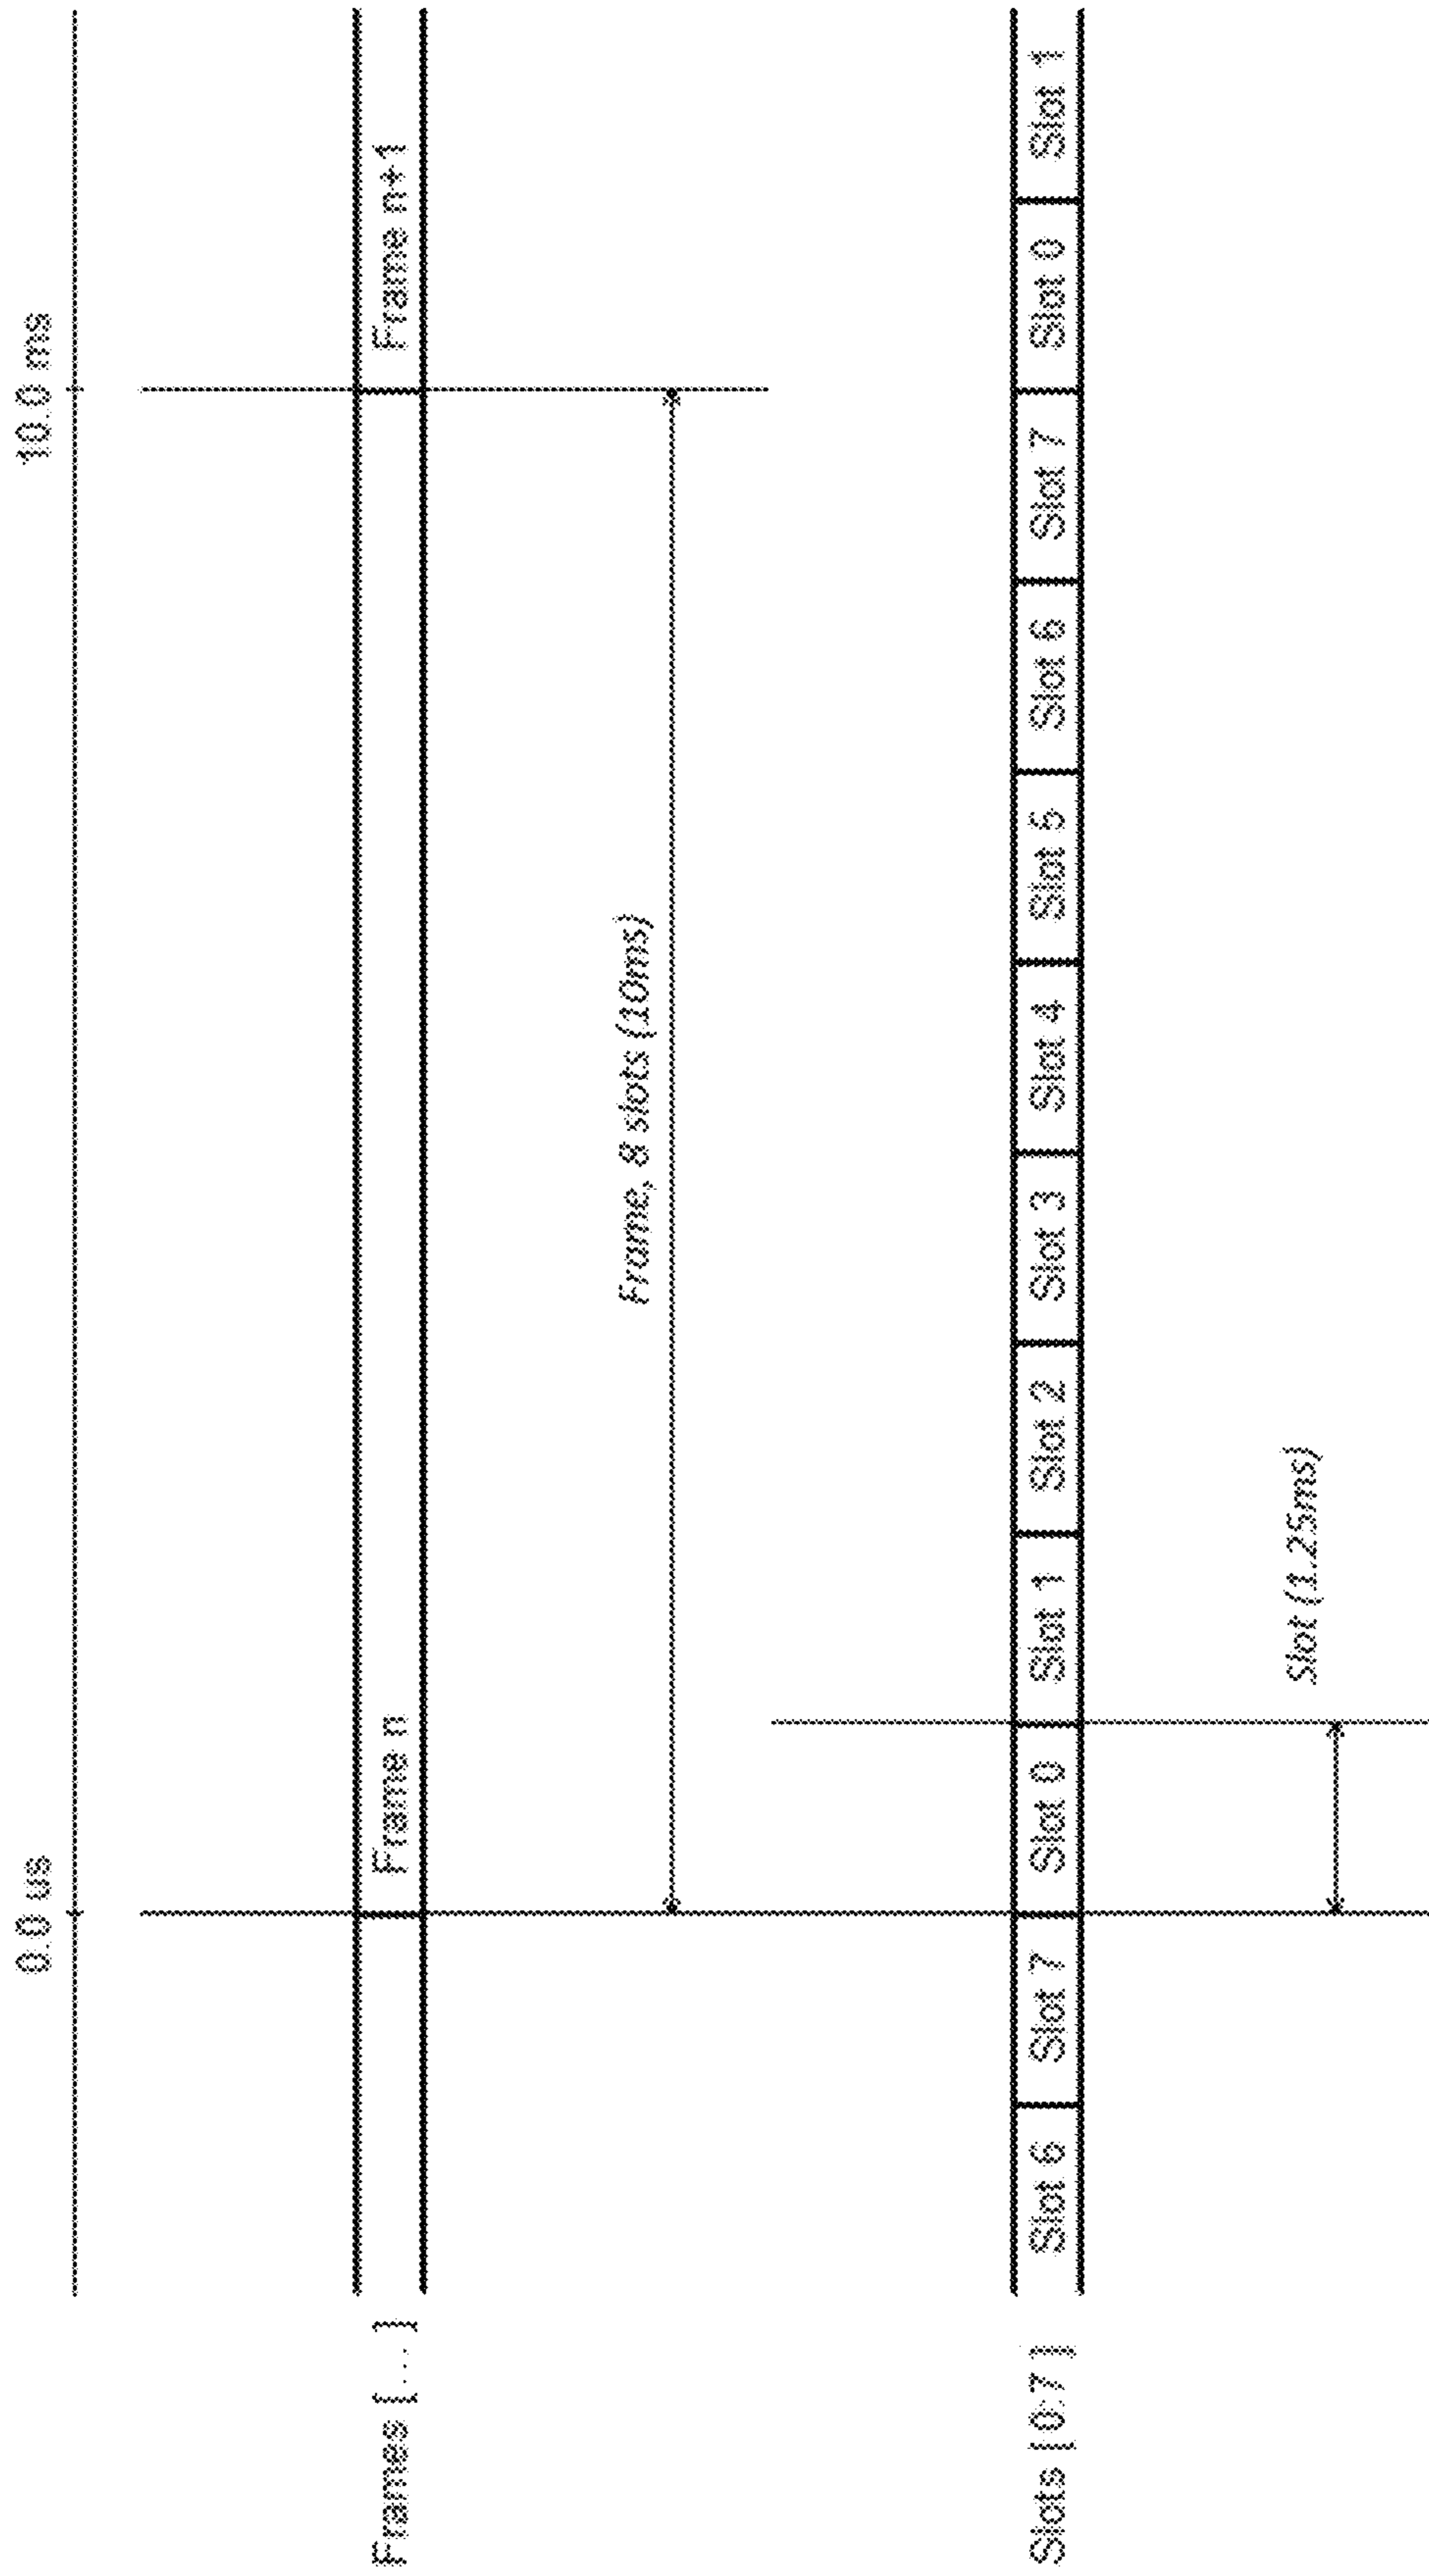 0.0 us 10.0 ms
Frames [...] Frame n Frame n+1
Frame, 8 slots (10ms)
Slots [0:7] Slot 6 Slot 7 Slot 0 Slot 1 Slot 2 Slot 3 Slot 4 Slot 5 Slot 6 Slot 7 Slot 0 Slot 1
Slot (1.25ms)